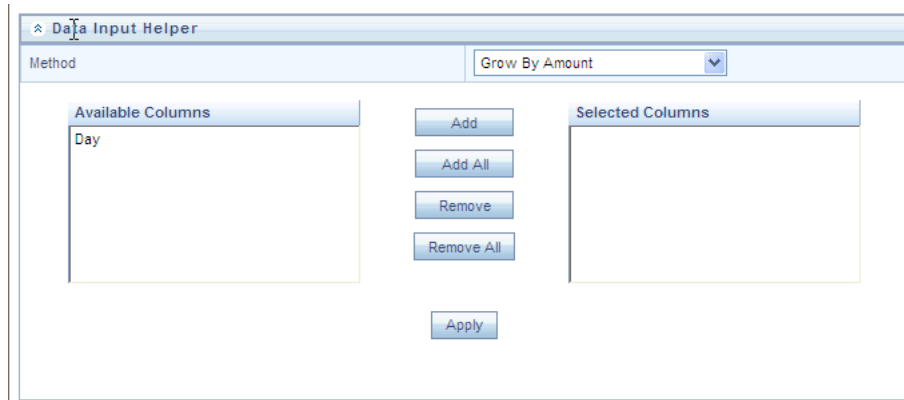 Data Input Helper
Method
Grow By Amount
Available Columns
Day
Add
Add All
Remove
Remove All
Selected Columns
Apply